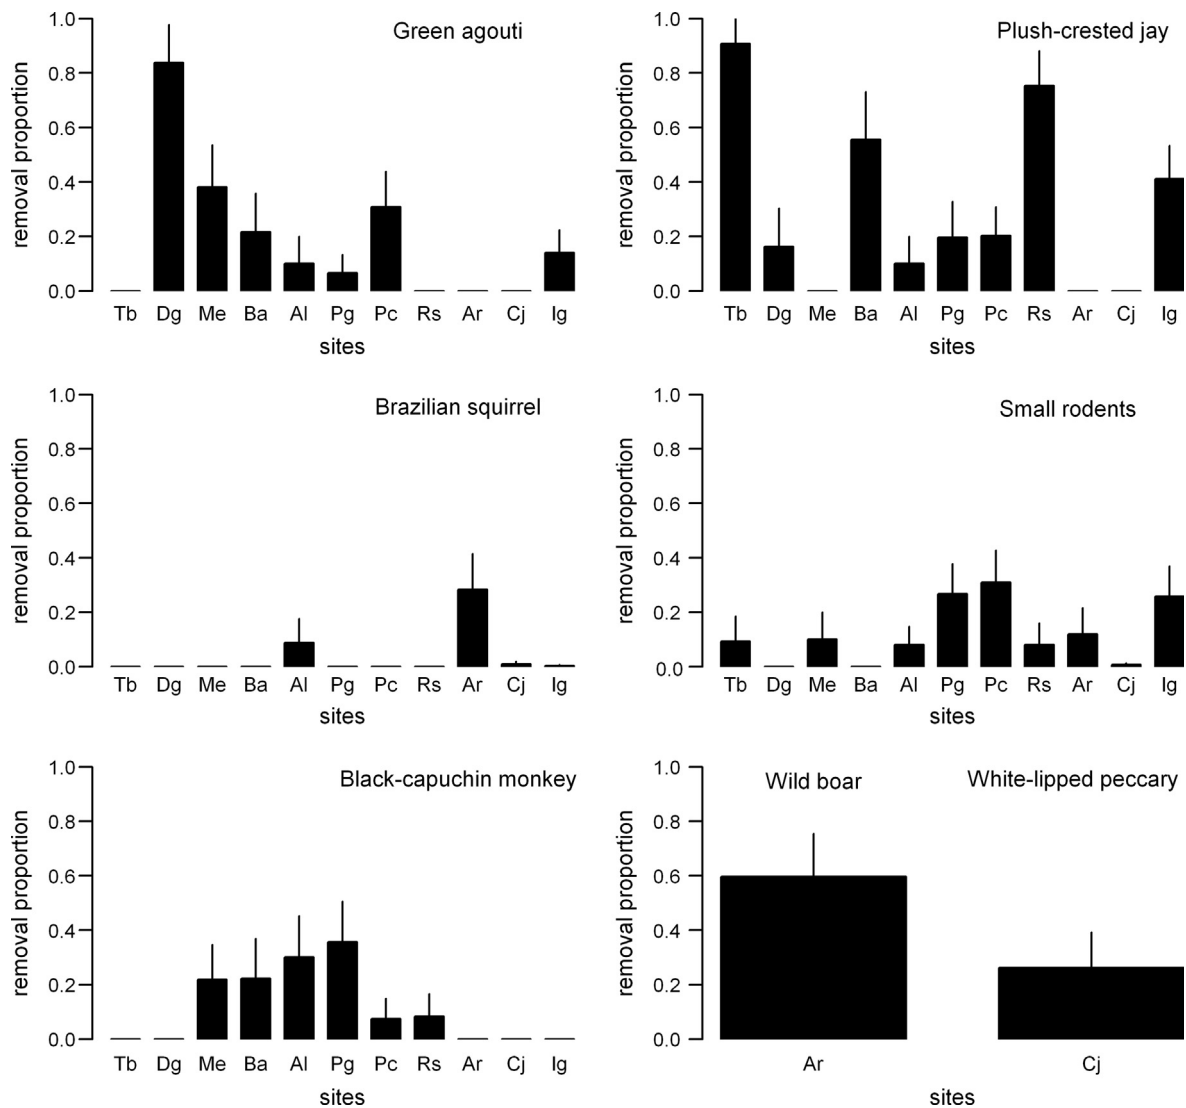 Green agouti
removal proportion
1.0
0.8
0.6
0.4
0.2
0.0
Tb Dg Me Ba Al Pg Pc Rs Ar Cj Ig
sites
Plush-crested jay
removal proportion
1.0
0.8
0.6
0.4
0.2
0.0
Tb Dg Me Ba Al Pg Pc Rs Ar Cj Ig
sites
Brazilian squirrel
removal proportion
1.0
0.8
0.6
0.4
0.2
0.0
Tb Dg Me Ba Al Pg Pc Rs Ar Cj Ig
sites
Small rodents
removal proportion
1.0
0.8
0.6
0.4
0.2
0.0
Tb Dg Me Ba Al Pg Pc Rs Ar Cj Ig
sites
Black-capuchin monkey
removal proportion
1.0
0.8
0.6
0.4
0.2
0.0
Tb Dg Me Ba Al Pg Pc Rs Ar Cj Ig
sites
Wild boar White-lipped peccary
removal proportion
1.0
0.8
0.6
0.4
0.2
0.0
Ar Cj
sites